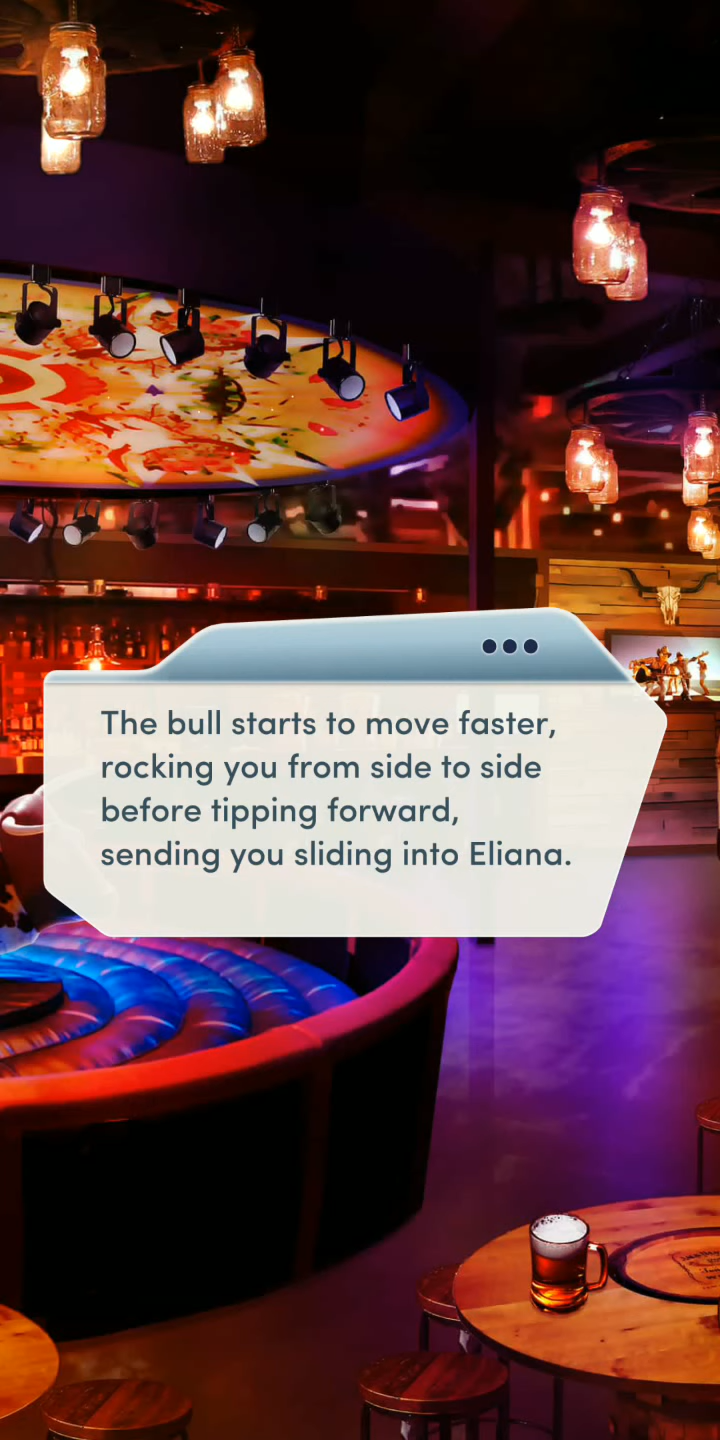 The bull starts to move faster,
rocking you from side to side
before tipping forward,
sending you sliding into Eliana.